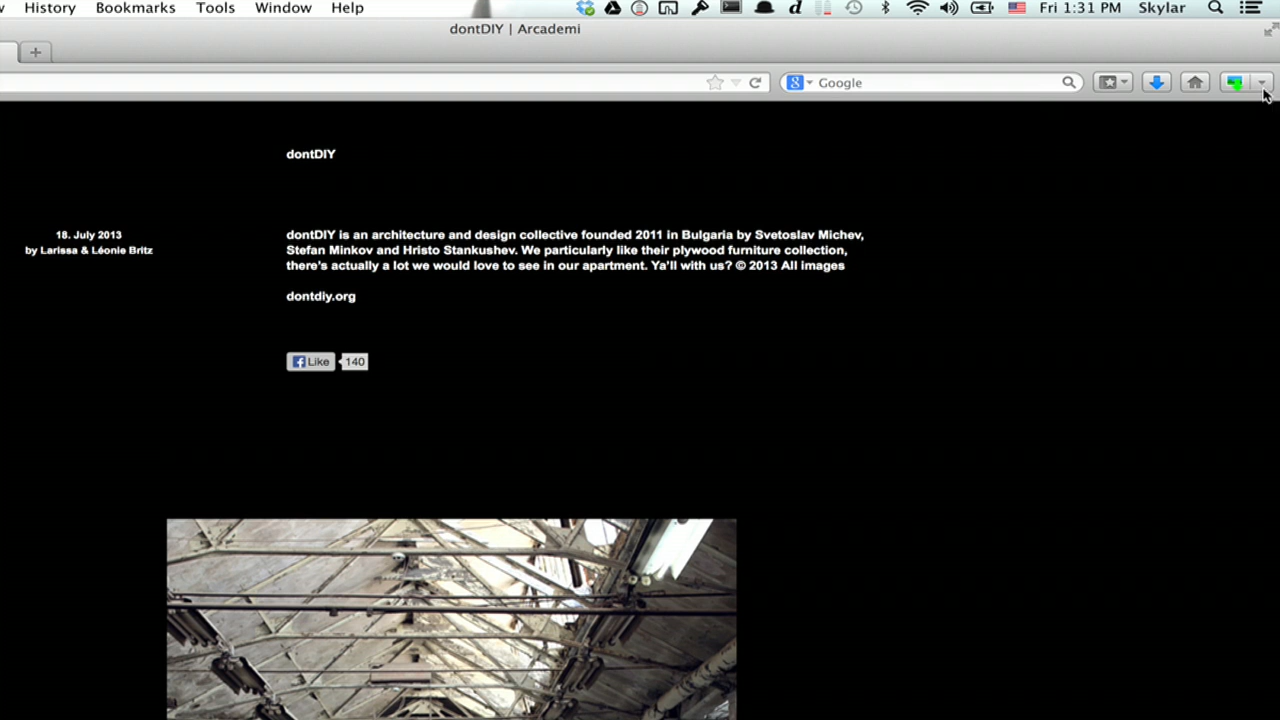 History Bookmarks Tools Window Help
Fri 1:31 PM Skylar
dontDIY | Arcademi
Google
dontDIY
18. July 2013
by Larissa & Léonie Britz
dontDIY is an architecture and design collective founded 2011 in Bulgaria by Svetoslav Michev,
Stefan Minkov and Hristo Stankushev. We particularly like their plywood furniture collection,
there's actually a lot we would love to see in our apartment. Ya'll with us? © 2013 All images
dontdiy.org
Like 140